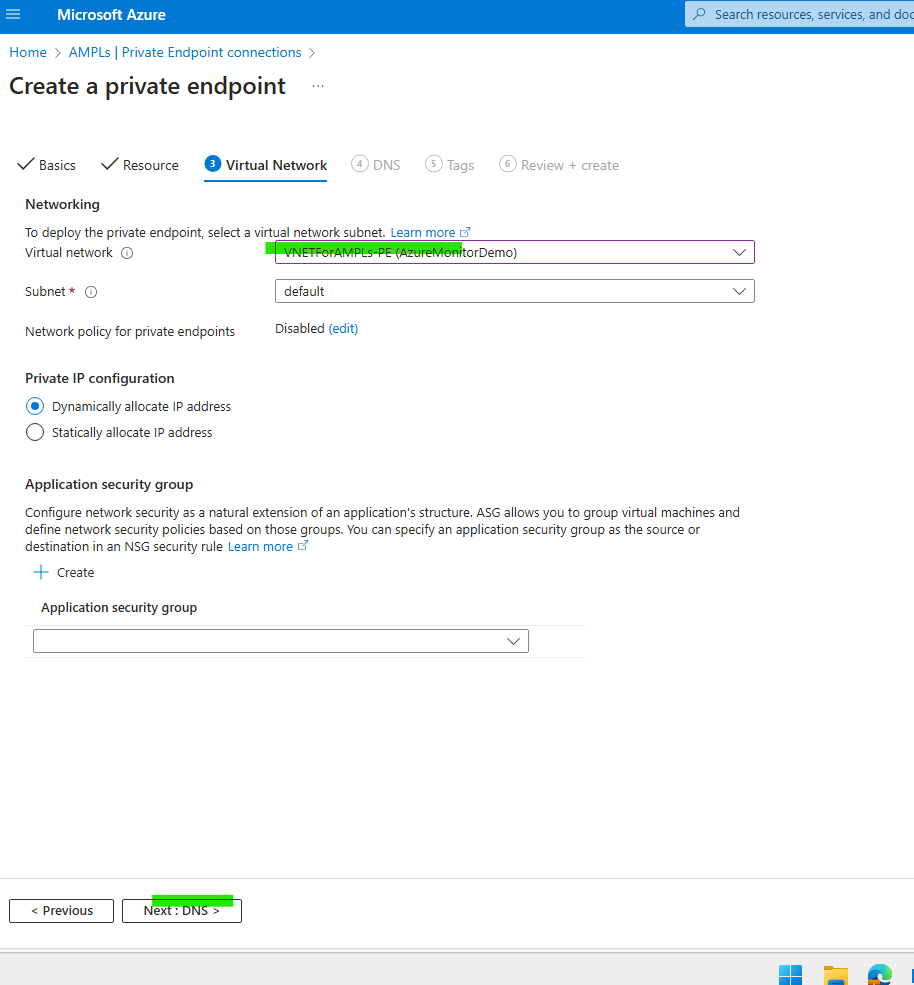 Microsoft Azure
Search resources, services, and doc
Home > AMPLs | Private Endpoint connections >
Create a private endpoint ...
Basics Resource 3 Virtual Network 4 DNS 5 Tags 6 Review + create
Networking
To deploy the private endpoint, select a virtual network subnet. Learn more
Virtual network VNETForAMPLs-PE (AzureMonitorDemo)
Subnet * default
Network policy for private endpoints Disabled (edit)
Private IP configuration
Dynamically allocate IP address
Statically allocate IP address
Application security group
Configure network security as a natural extension of an application's structure. ASG allows you to group virtual machines and
define network security policies based on those groups. You can specify an application security group as the source or
destination in an NSG security rule Learn more
+ Create
Application security group
< Previous Next : DNS >